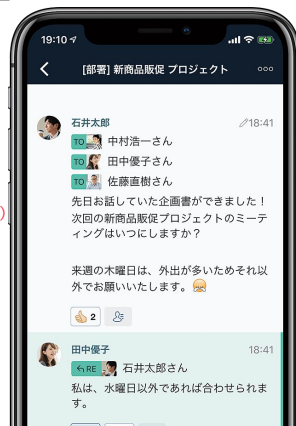 19:10
[部署] 新商品販促 プロジェクト
石井太郎
18:41
TO 中村浩一さん
TO 田中優子さん
TO 佐藤直樹さん
先日お話していた企画書ができました！
次回の新商品販促プロジェクトのミーテ
ィングはいつにしますか？
来週の木曜日は、外出が多いためそれ以
外でお願いいたします。
2
田中優子
18:41
RE 石井太郎さん
私は、水曜日以外であれば合わせられま
す。